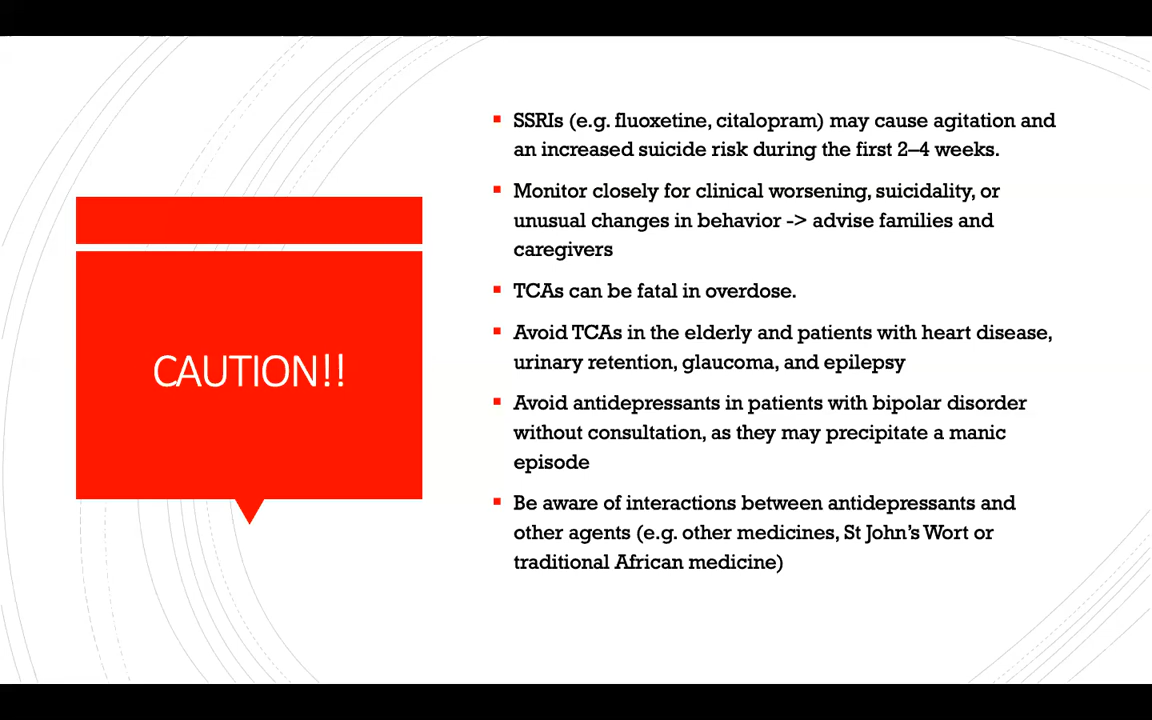 CAUTION!!
▪ SSRIs (e.g. fluoxetine, citalopram) may cause agitation and
an increased suicide risk during the first 2–4 weeks.
▪ Monitor closely for clinical worsening, suicidality, or
unusual changes in behavior -> advise families and
caregivers
▪ TCAs can be fatal in overdose.
▪ Avoid TCAs in the elderly and patients with heart disease,
urinary retention, glaucoma, and epilepsy
▪ Avoid antidepressants in patients with bipolar disorder
without consultation, as they may precipitate a manic
episode
▪ Be aware of interactions between antidepressants and
other agents (e.g. other medicines, St John’s Wort or
traditional African medicine)